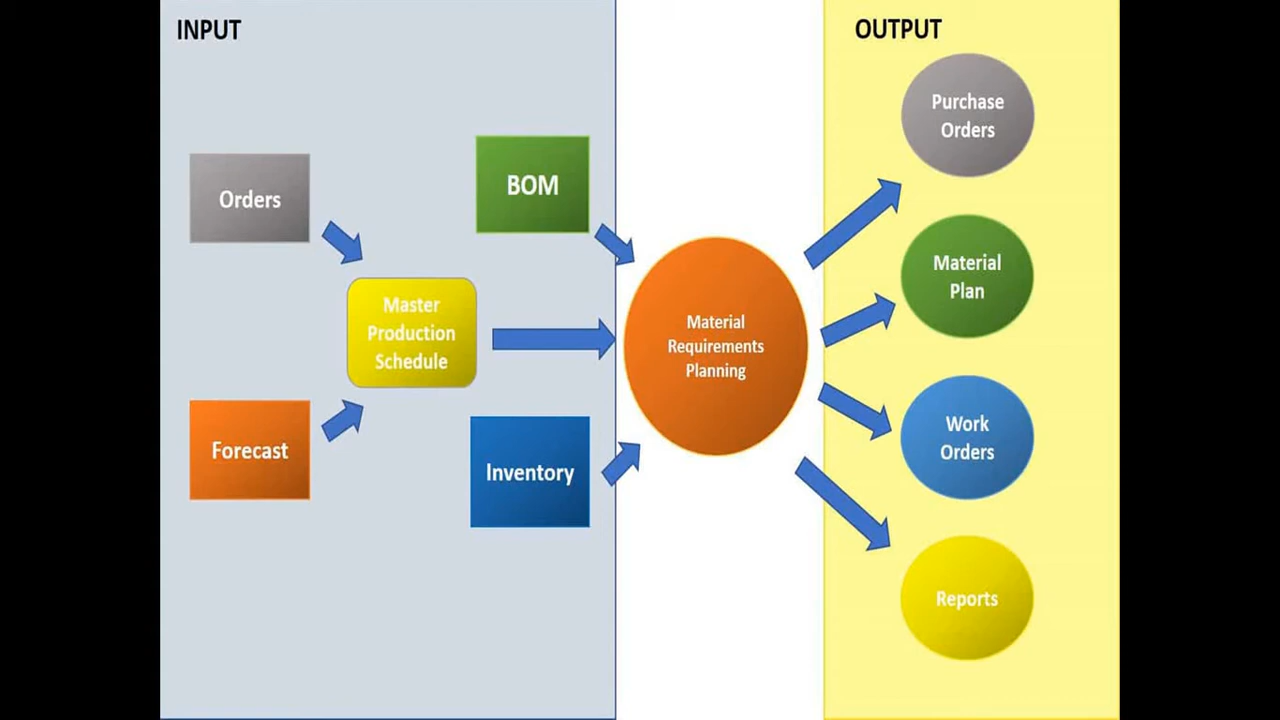 INPUT
OUTPUT
Orders
BOM
Master
Production
Schedule
Forecast
Inventory
Material
Requirements
Planning
Purchase
Orders
Material
Plan
Work
Orders
Reports